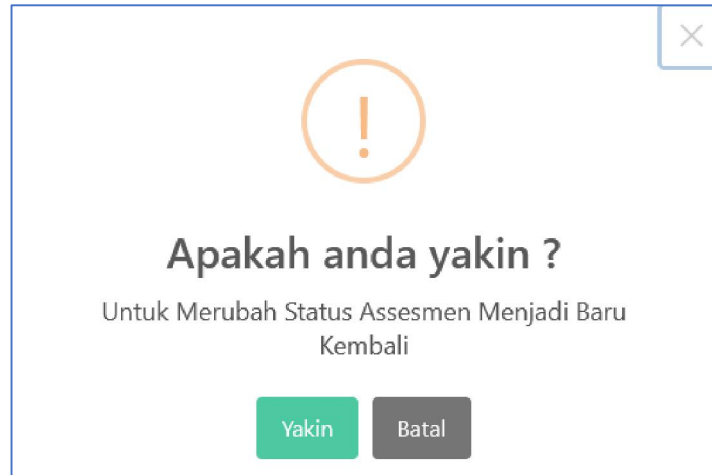 Apakah anda yakin ?
Untuk Merubah Status Assesmen Menjadi Baru
Kembali
Yakin
Batal